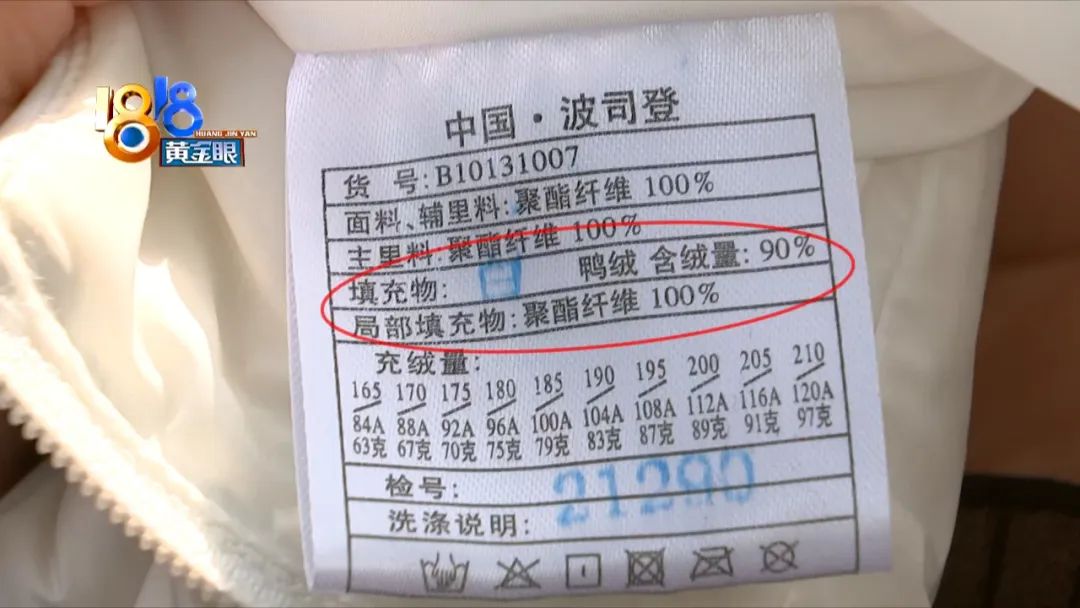 1818
HUANG JIN YAN
黄金眼
中国·波司登
货 号:B10131007
面料、辅里料:聚酯纤维 100%
主里料:聚酯纤维 100%
填充物: 白 鸭绒 含绒量: 90%
局部填充物:聚酯纤维 100%
充绒量:
165 170 175 180 185 190 195 200 205 210
84A 88A 92A 96A 100A 104A 108A 112A 116A 120A
63克 67克 70克 75克 79克 83克 87克 89克 91克 97克
检号: 21290
洗涤说明: